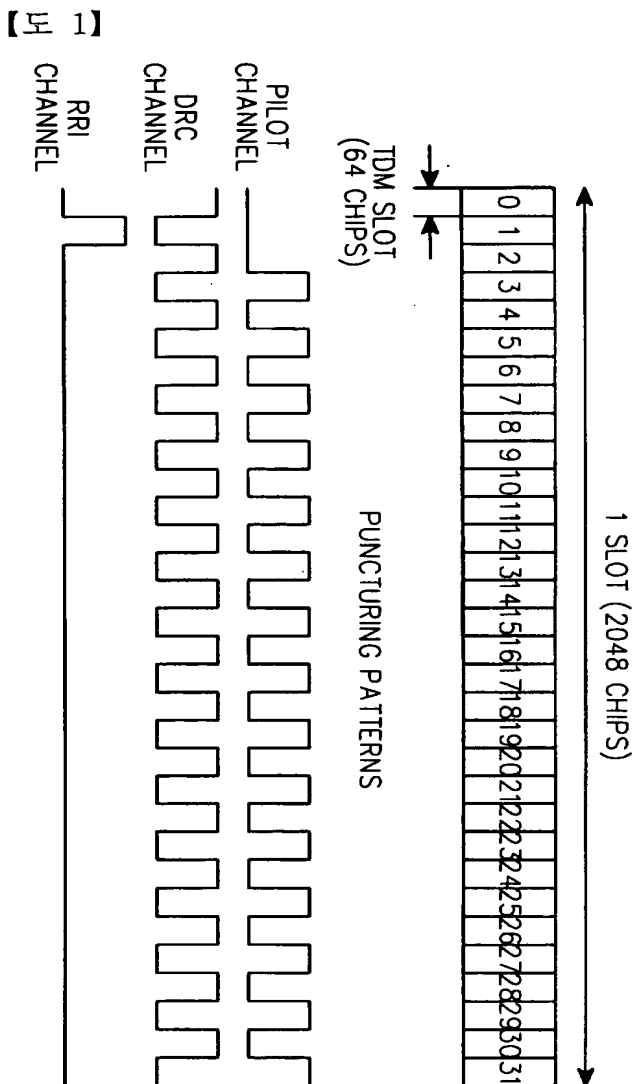 【도 1】
1 SLOT (2048 CHIPS)
0 1 2 3 4 5 6 7 8 9 10 11 12 13 14 15 16 17 18 19 20 21 22 23 24 25 26 27 28 29 30 31
TDM SLOT
(64 CHIPS)
PUNCTURING PATTERNS
PILOT
CHANNEL
DRC
CHANNEL
RRI
CHANNEL